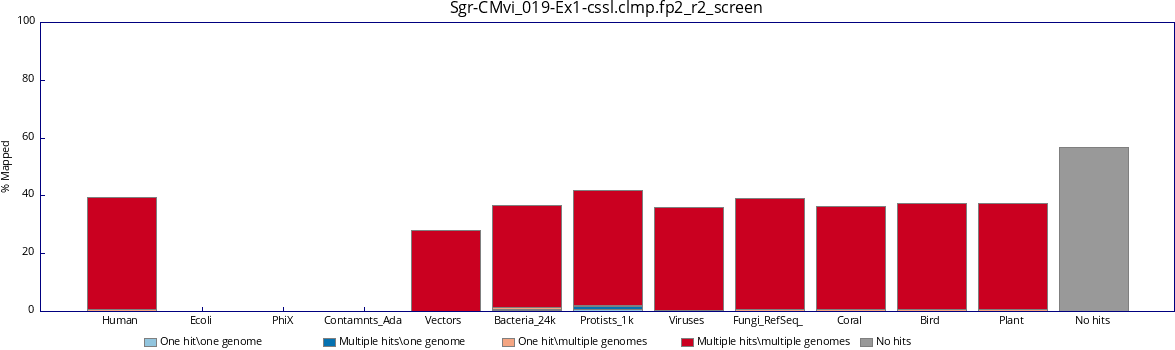 Sgr-CMvi_019-Ex1-cssl.clmp.fp2_r2_screen
100
80
60
40
20
0
% Mapped
Human Ecoli PhiX Contamnts_Ada Vectors Bacteria_24k Protists_1k Viruses Fungi_RefSeq_ Coral Bird Plant No hits
One hit\one genome Multiple hits\one genome One hit\multiple genomes Multiple hits\multiple genomes No hits